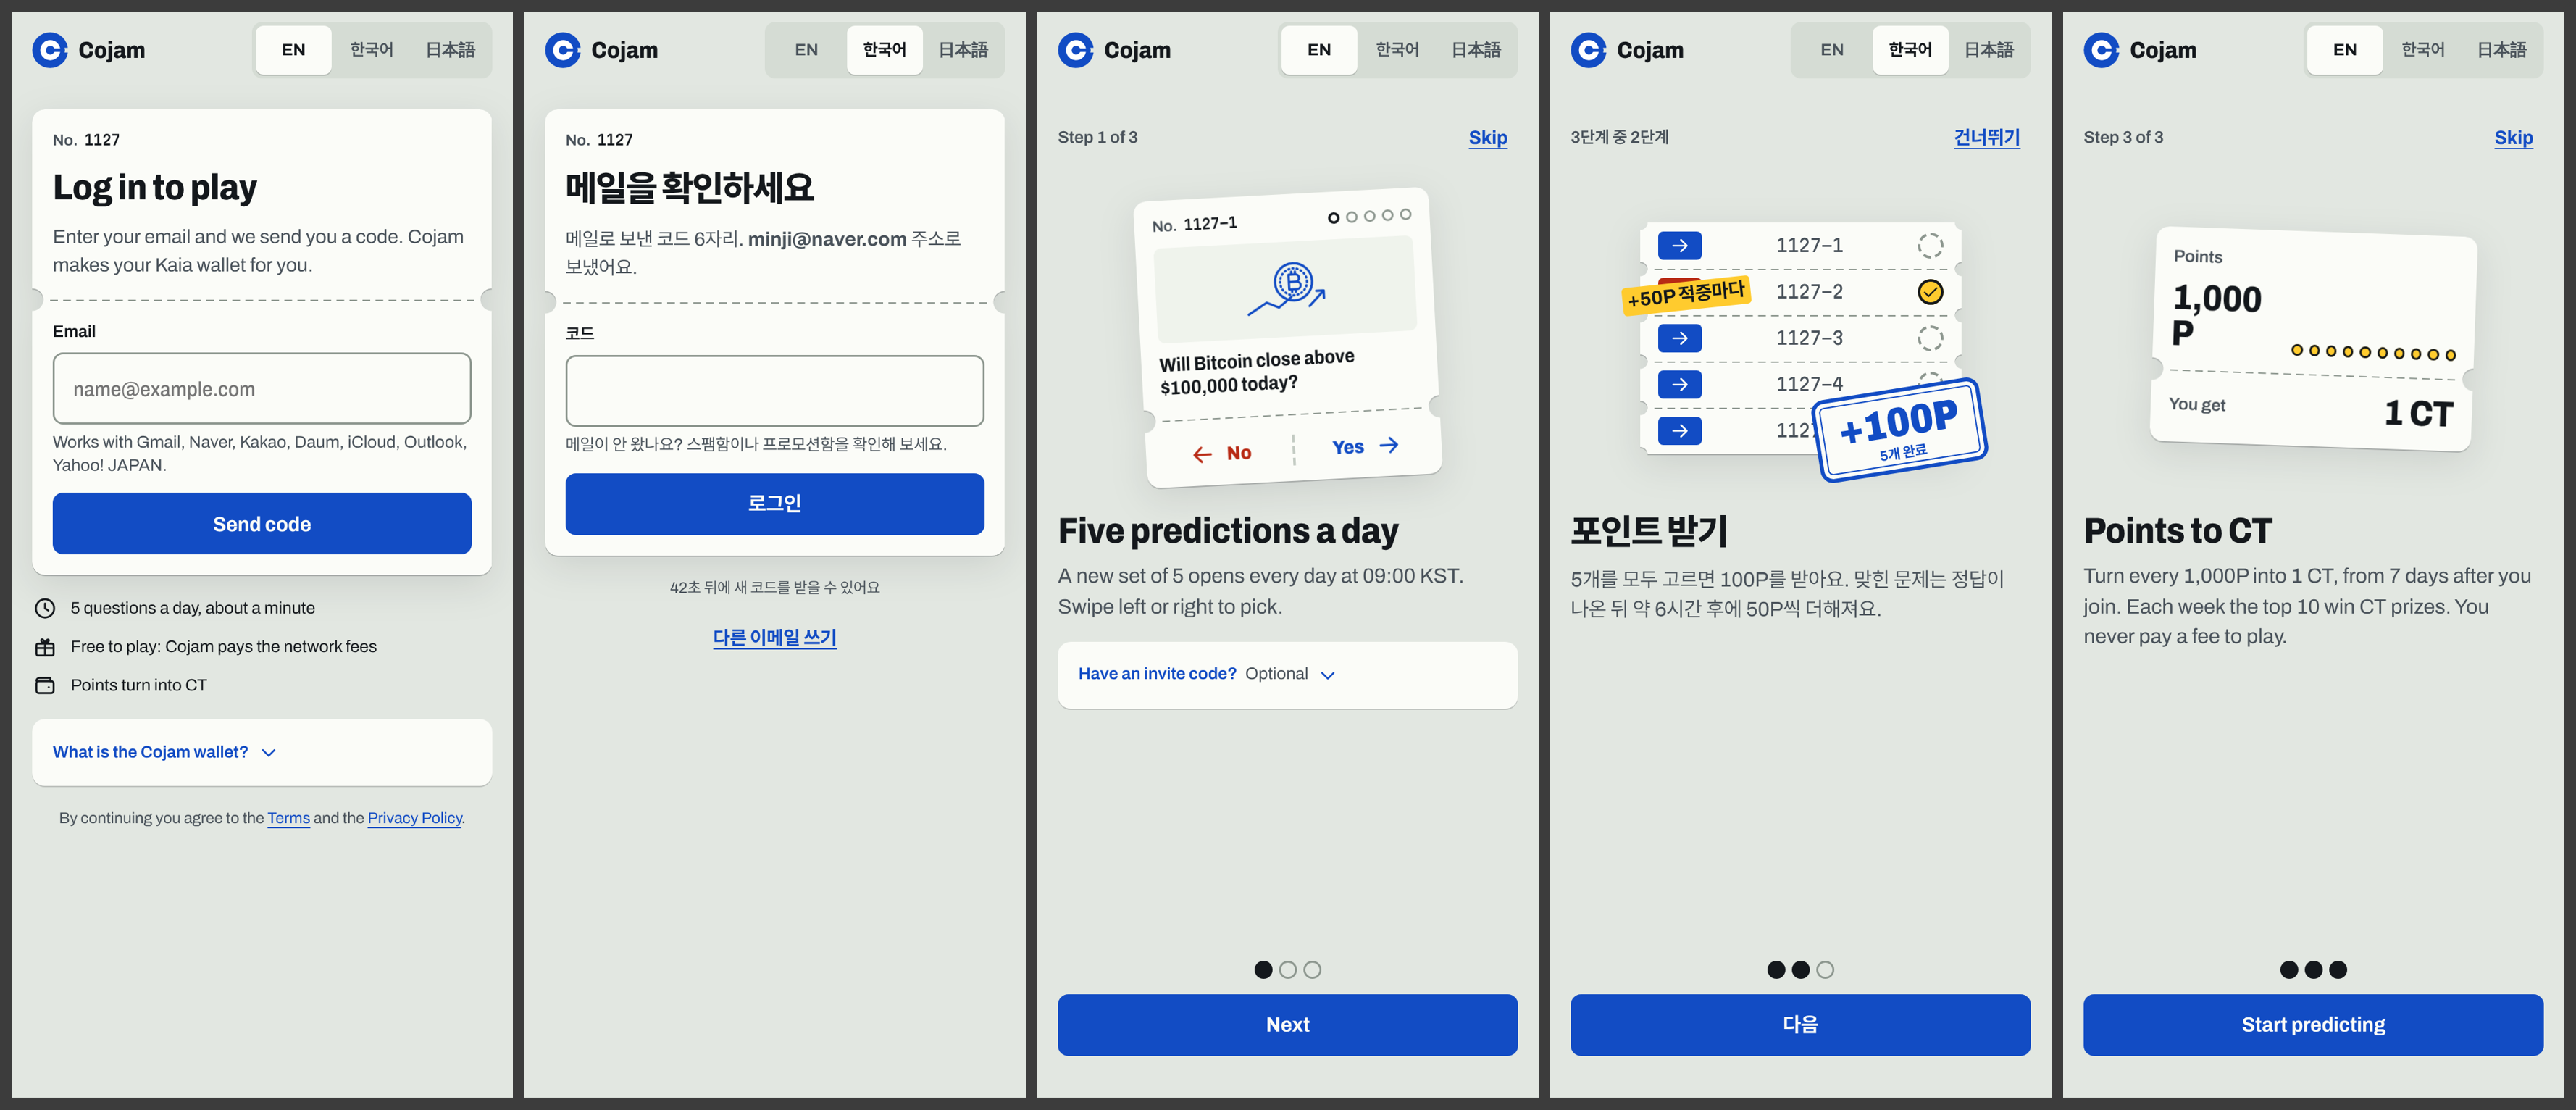 Cojam
EN 한국어 日本語
No. 1127
Log in to play
Enter your email and we send you a code. Cojam
makes your Kaia wallet for you.
Email
name@example.com
Works with Gmail, Naver, Kakao, Daum, iCloud, Outlook,
Yahoo! JAPAN.
Send code
5 questions a day, about a minute
Free to play: Cojam pays the network fees
Points turn into CT
What is the Cojam wallet?
By continuing you agree to the Terms and the Privacy Policy.
Cojam
EN 한국어 日本語
No. 1127
메일을 확인하세요
메일로 보낸 코드 6자리. minji@naver.com 주소로
보냈어요.
코드
메일이 안 왔나요? 스팸함이나 프로모션함을 확인해 보세요.
로그인
42초 뒤에 새 코드를 받을 수 있어요
다른 이메일 쓰기
Cojam
EN 한국어 日本語
Step 1 of 3 Skip
No. 1127–1
Will Bitcoin close above
$100,000 today?
No Yes
Five predictions a day
A new set of 5 opens every day at 09:00 KST.
Swipe left or right to pick.
Have an invite code? Optional
Next
Cojam
EN 한국어 日本語
3단계 중 2단계 건너뛰기
1127–1
+50P 적중마다 1127–2
1127–3
1127–4
112
+100P
5개 완료
포인트 받기
5개를 모두 고르면 100P를 받아요. 맞힌 문제는 정답이
나온 뒤 약 6시간 후에 50P씩 더해져요.
다음
Cojam
EN 한국어 日本語
Step 3 of 3 Skip
Points
1,000
P
You get 1 CT
Points to CT
Turn every 1,000P into 1 CT, from 7 days after you
join. Each week the top 10 win CT prizes. You
never pay a fee to play.
Start predicting